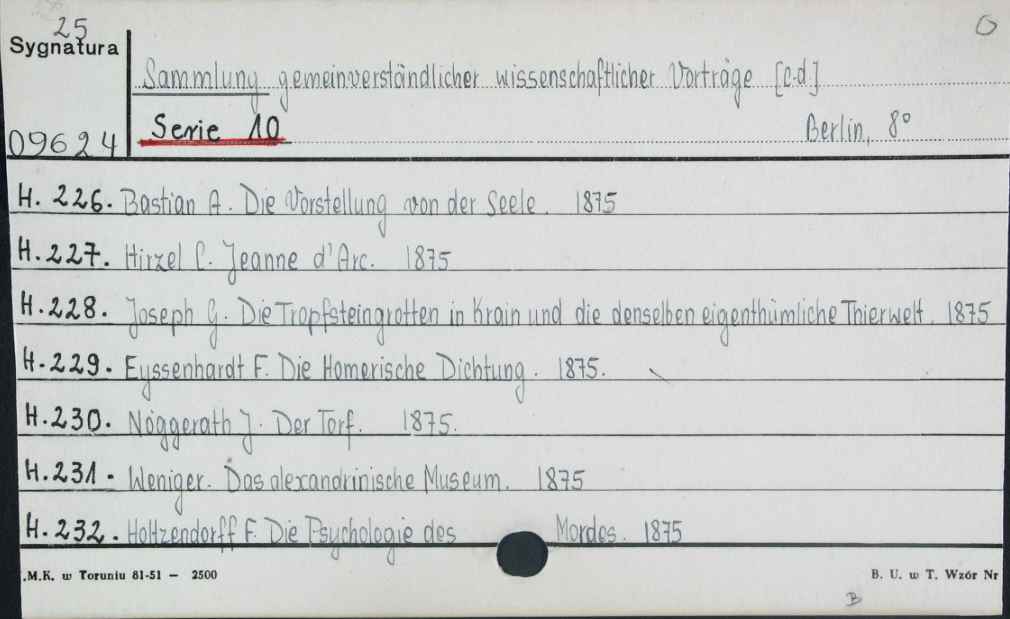 25
O
Sygnatura
Sammlung gemeinverständlicher wissenschaftlicher Vorträge [c.d.]
09624
Serie 10
Berlin, 8°
H. 226. Bastian A. Die Vorstellung von der Seele. 1875
H. 227. Hirzel C. Jeanne d'Arc. 1875
H. 228. Joseph G. Die Tropfsteingrotten in Krain und die denselben eigenthümliche Thierwelt. 1875
H. 229. Eyssenhardt F. Die Homerische Dichtung. 1875.
H. 230. Nöggerath J. Der Torf. 1875.
H. 231. Weniger. Das alexandrinische Museum. 1875
H. 232. Holtzendorff F. Die Psychologie des Mordes. 1875
.M.K. w Toruniu 81-51 — 2500
B. U. w T. Wzór Nr
B